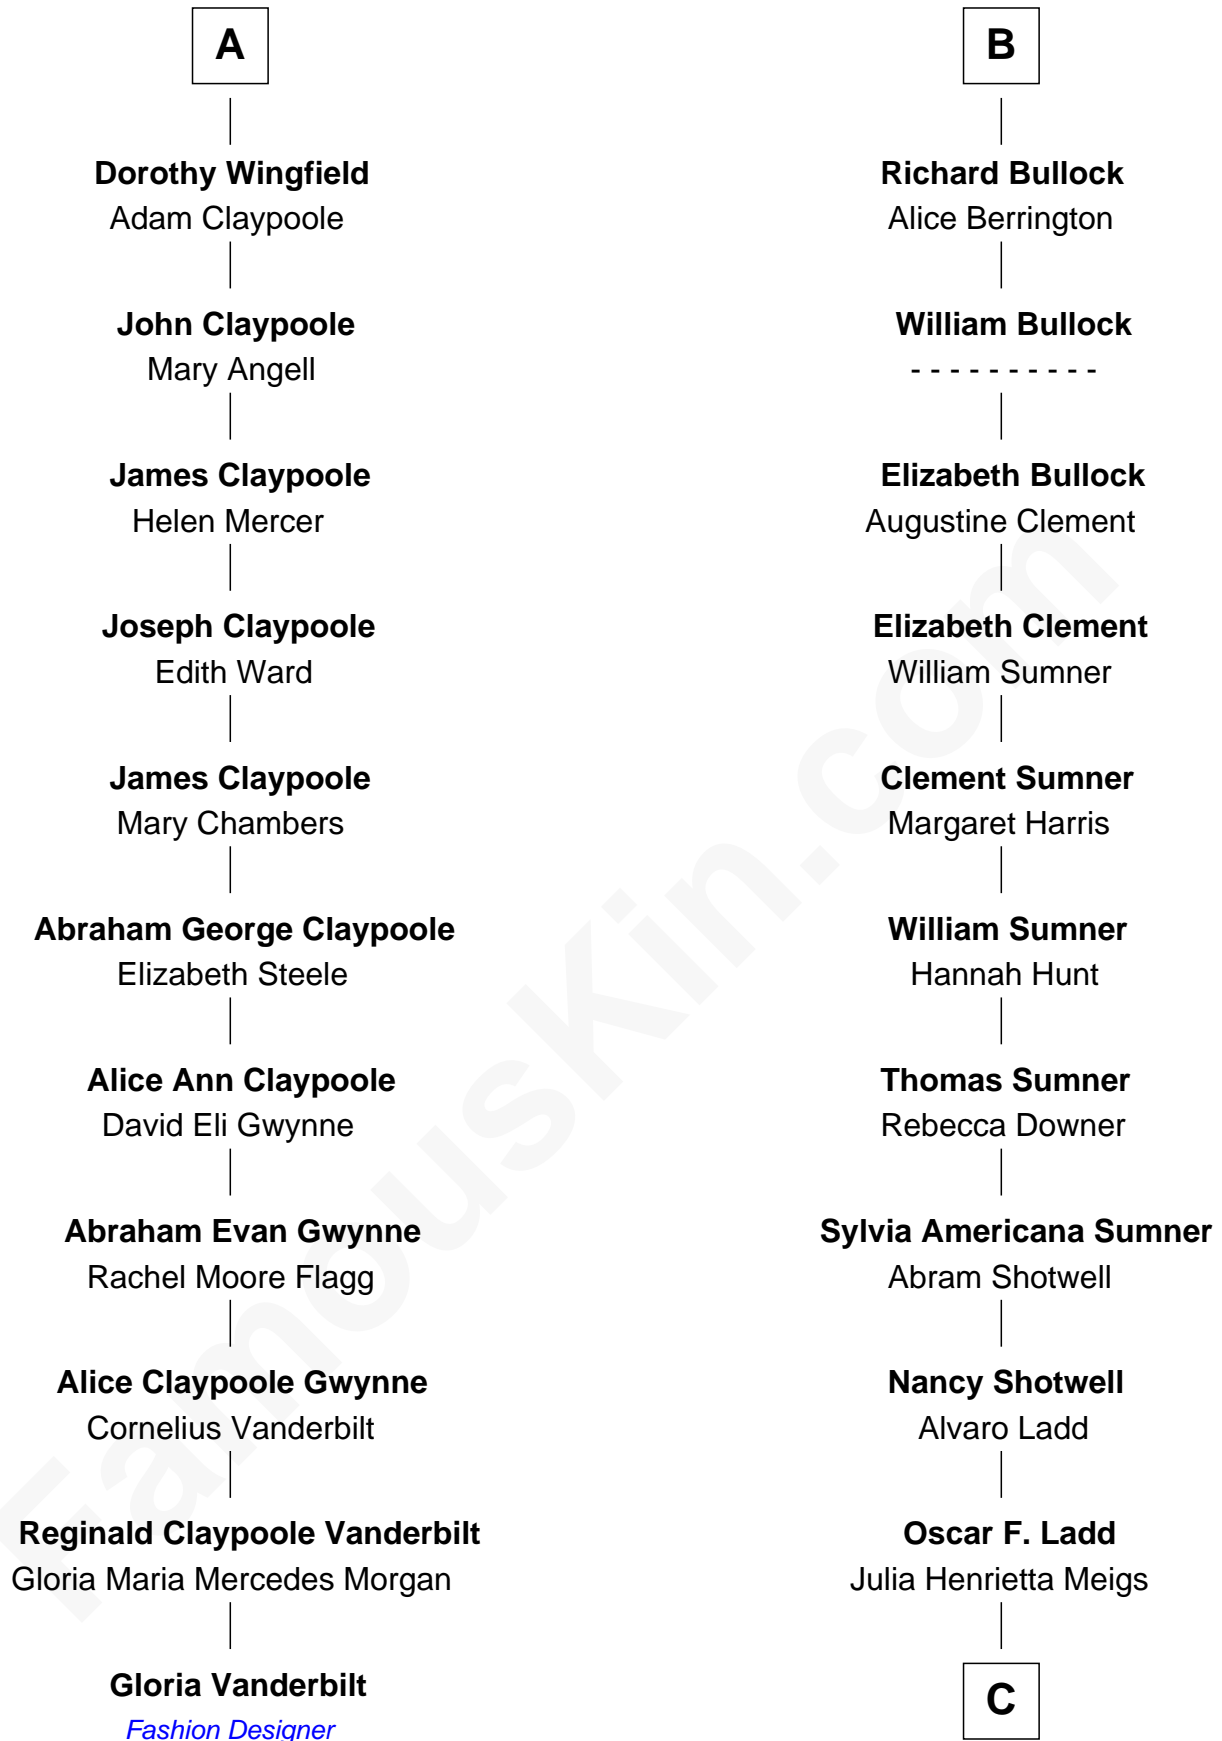 A
Dorothy Wingfield
Adam Claypoole
John Claypoole
Mary Angell
James Claypoole
Helen Mercer
Joseph Claypoole
Edith Ward
James Claypoole
Mary Chambers
Abraham George Claypoole
Elizabeth Steele
Alice Ann Claypoole
David Eli Gwynne
Abraham Evan Gwynne
Rachel Moore Flagg
Alice Claypoole Gwynne
Cornelius Vanderbilt
Reginald Claypoole Vanderbilt
Gloria Maria Mercedes Morgan
Gloria Vanderbilt
Fashion Designer
B
Richard Bullock
Alice Berrington
William Bullock
- - - - - - - - - -
Elizabeth Bullock
Augustine Clement
Elizabeth Clement
William Sumner
Clement Sumner
Margaret Harris
William Sumner
Hannah Hunt
Thomas Sumner
Rebecca Downer
Sylvia Americana Sumner
Abram Shotwell
Nancy Shotwell
Alvaro Ladd
Oscar F. Ladd
Julia Henrietta Meigs
C
FamousKin.com